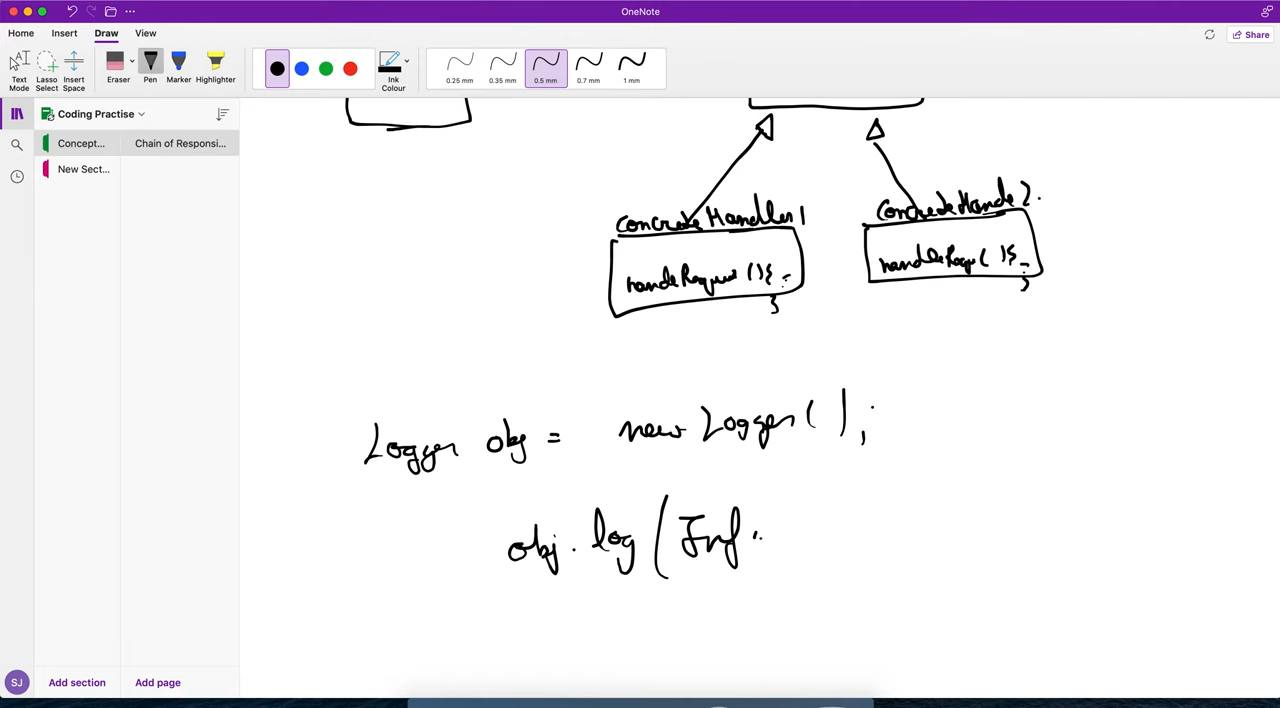 OneNote
Home Insert Draw View
Share
Text Mode
Lasso Select
Insert Space
Eraser
Pen
Marker
Highlighter
Ink Colour
0.25 mm
0.35 mm
0.5 mm
0.7 mm
1 mm
Coding Practise
Concept...
Chain of Responsi...
New Sect...
ConcreteHandler1
handleRequest(){ -
}
ConcreteHandle2.
handleReque( ){ -
}
Logger obj = new Logger( );
obj. log ( Inf
SJ
Add section
Add page